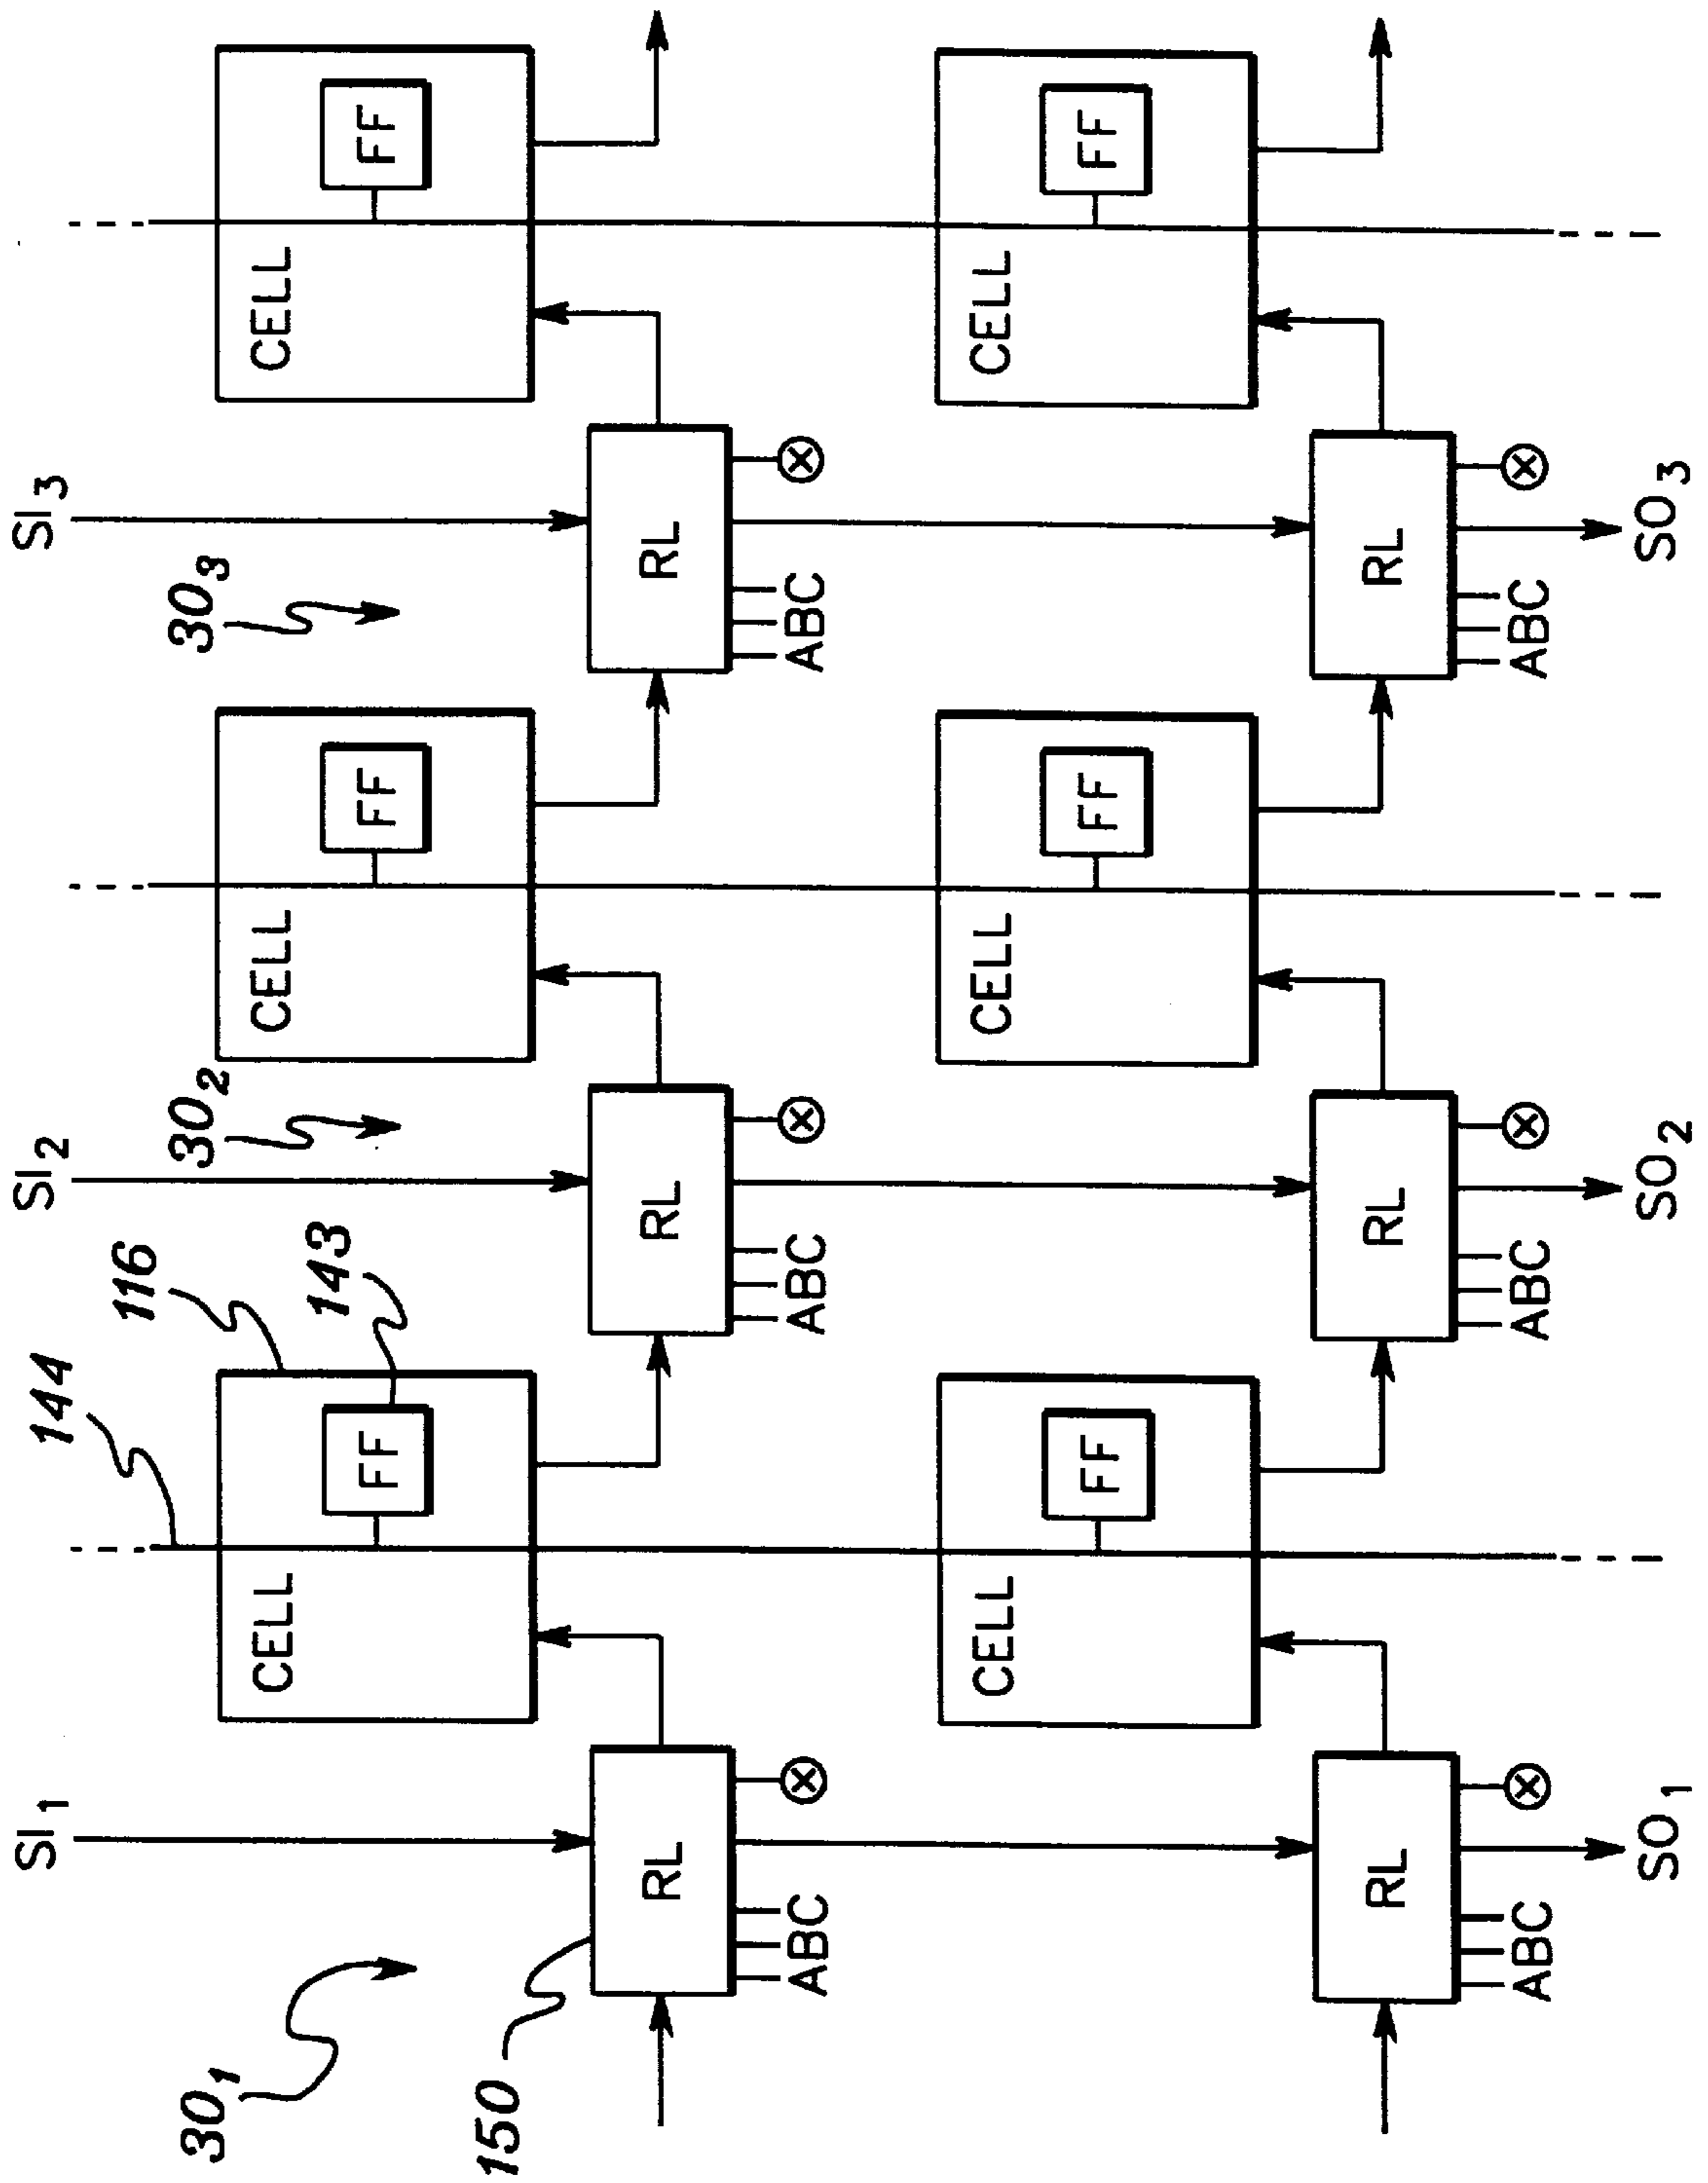 SI1 SI2 SI3
144
116
301 302 303
CELL CELL CELL
143
FF FF FF
150
RL RL RL
ABC ABC ABC
CELL CELL CELL
FF FF FF
RL RL RL
ABC ABC ABC
SO1 SO2 SO3